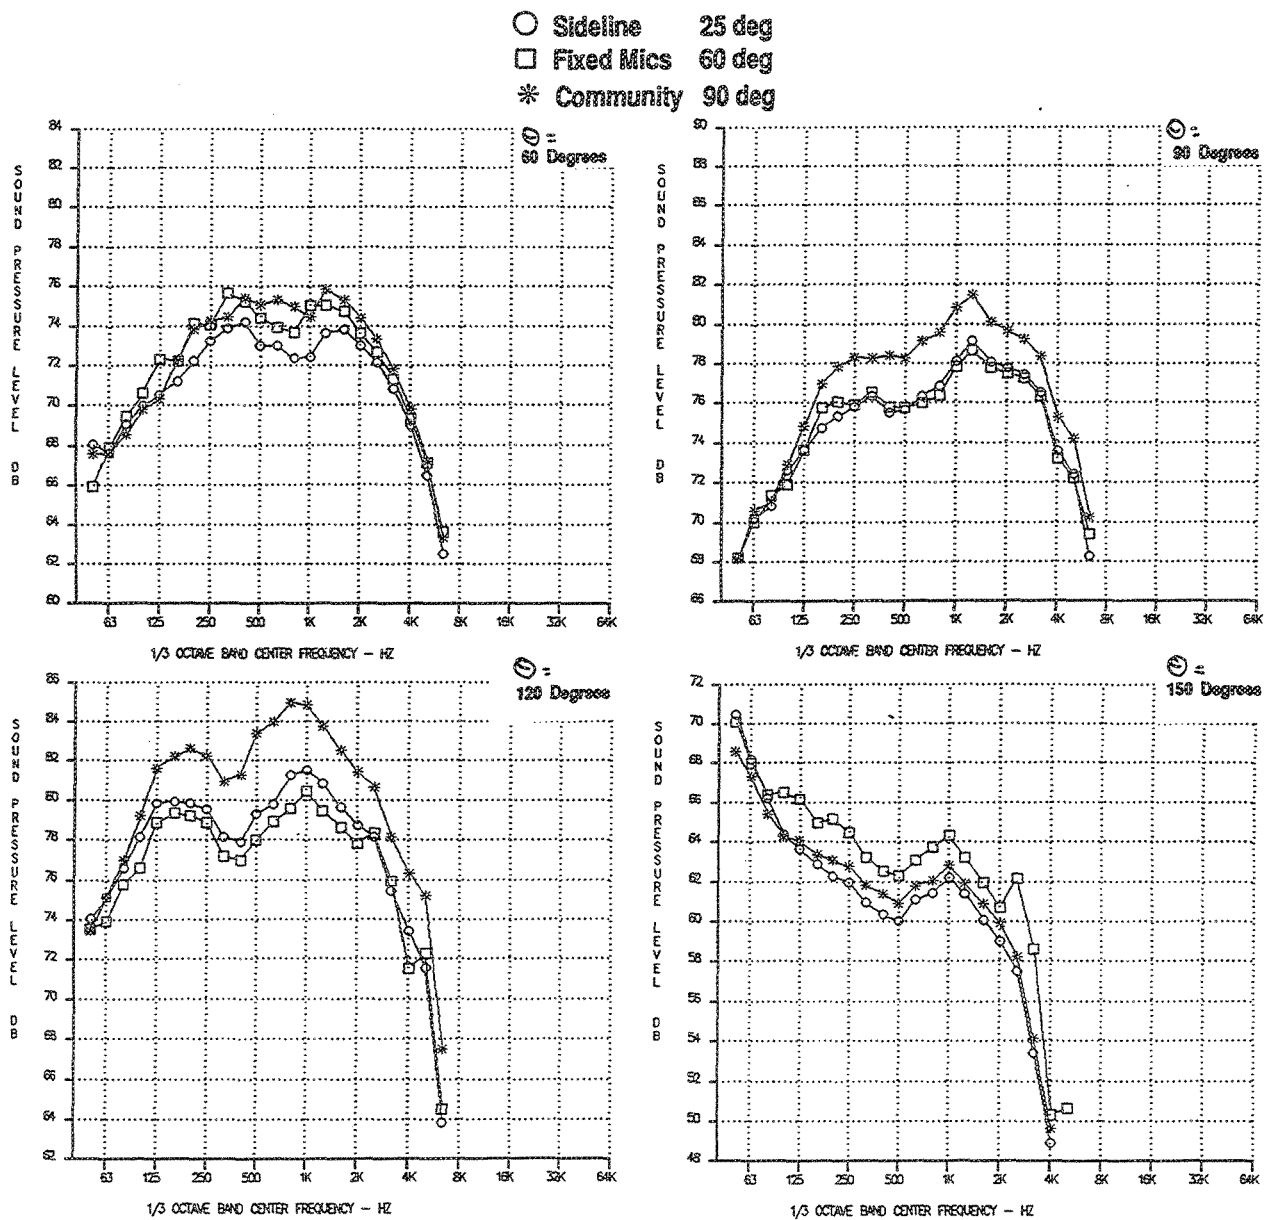 Sideline 25 deg
Fixed Mics 60 deg
Community 90 deg
Θ =
60 Degrees
SOUND PRESSURE LEVEL DB
84
82
80
78
76
74
72
70
68
66
64
62
60
63 125 250 500 1K 2K 4K 8K 16K 32K 64K
1/3 OCTAVE BAND CENTER FREQUENCY - HZ
Θ =
90 Degrees
SOUND PRESSURE LEVEL DB
90
88
86
84
82
80
78
76
74
72
70
68
66
63 125 250 500 1K 2K 4K 8K 16K 32K 64K
1/3 OCTAVE BAND CENTER FREQUENCY - HZ
Θ =
120 Degrees
SOUND PRESSURE LEVEL DB
86
84
82
80
78
76
74
72
70
68
66
64
62
63 125 250 500 1K 2K 4K 8K 16K 32K 64K
1/3 OCTAVE BAND CENTER FREQUENCY - HZ
Θ =
150 Degrees
SOUND PRESSURE LEVEL DB
72
70
68
66
64
62
60
58
56
54
52
50
48
63 125 250 500 1K 2K 4K 8K 16K 32K 64K
1/3 OCTAVE BAND CENTER FREQUENCY - HZ